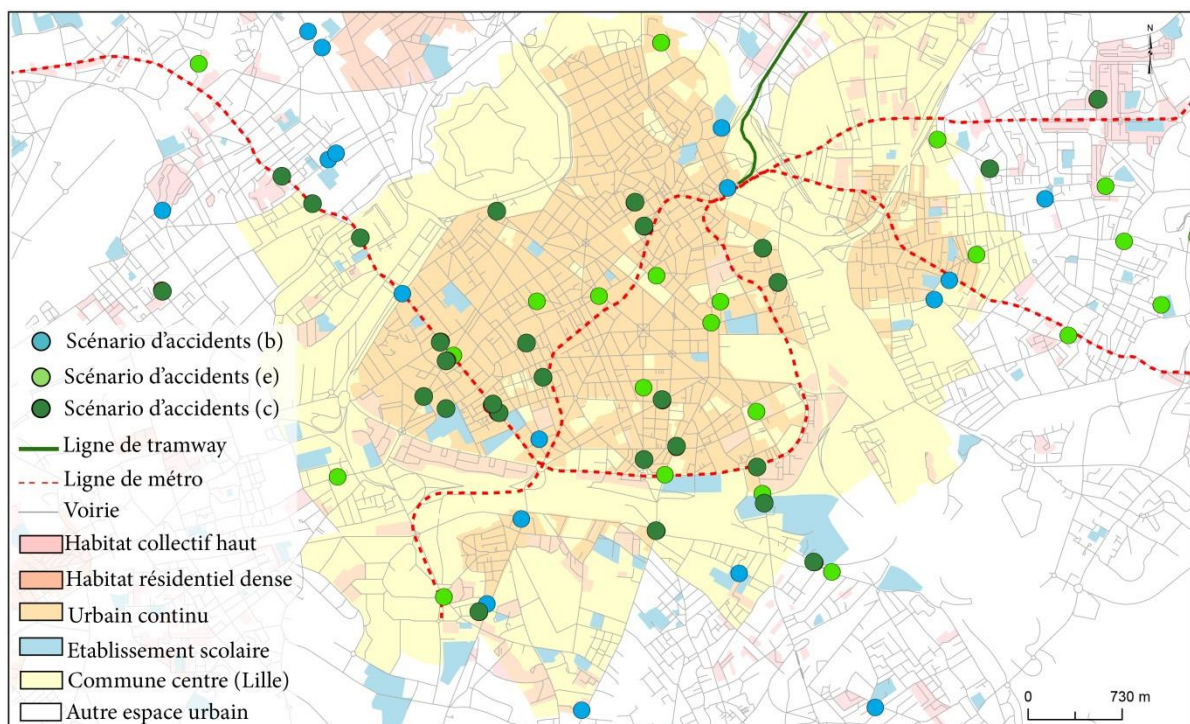 N
Scénario d'accidents (b)
Scénario d'accidents (e)
Scénario d'accidents (c)
Ligne de tramway
Ligne de métro
Voirie
Habitat collectif haut
Habitat résidentiel dense
Urbain continu
Etablissement scolaire
Commune centre (Lille)
Autre espace urbain
0 730 m